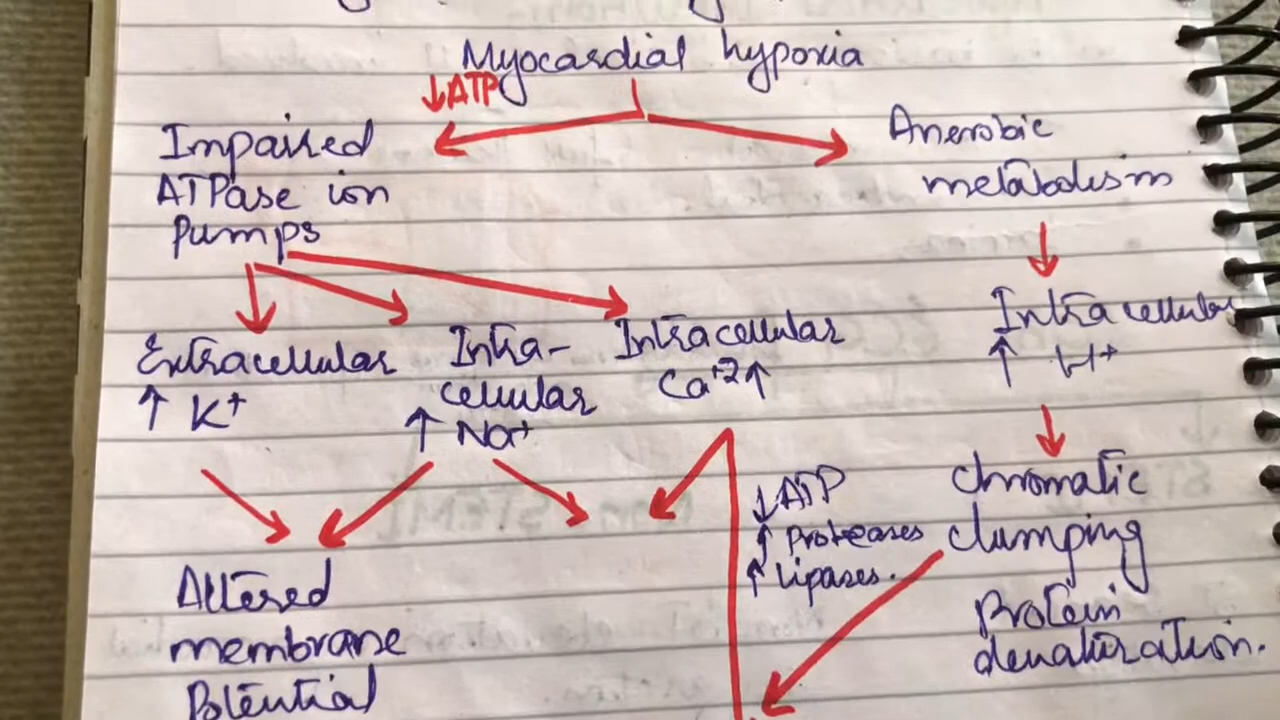 Myocardial hypoxia
↓ATP
Impaired
ATPase ion
Pumps
Anerobic
metabolism
Extracellular
↑ K+
Intra-
cellular
↑ Na+
Intracellular
Ca+2↑
Intracellular
↑ H+
↓ATP
↑ Proteases
↑ Lipases.
chromatic
clumping
Protein
denaturation.
Altered
membrane
Potential